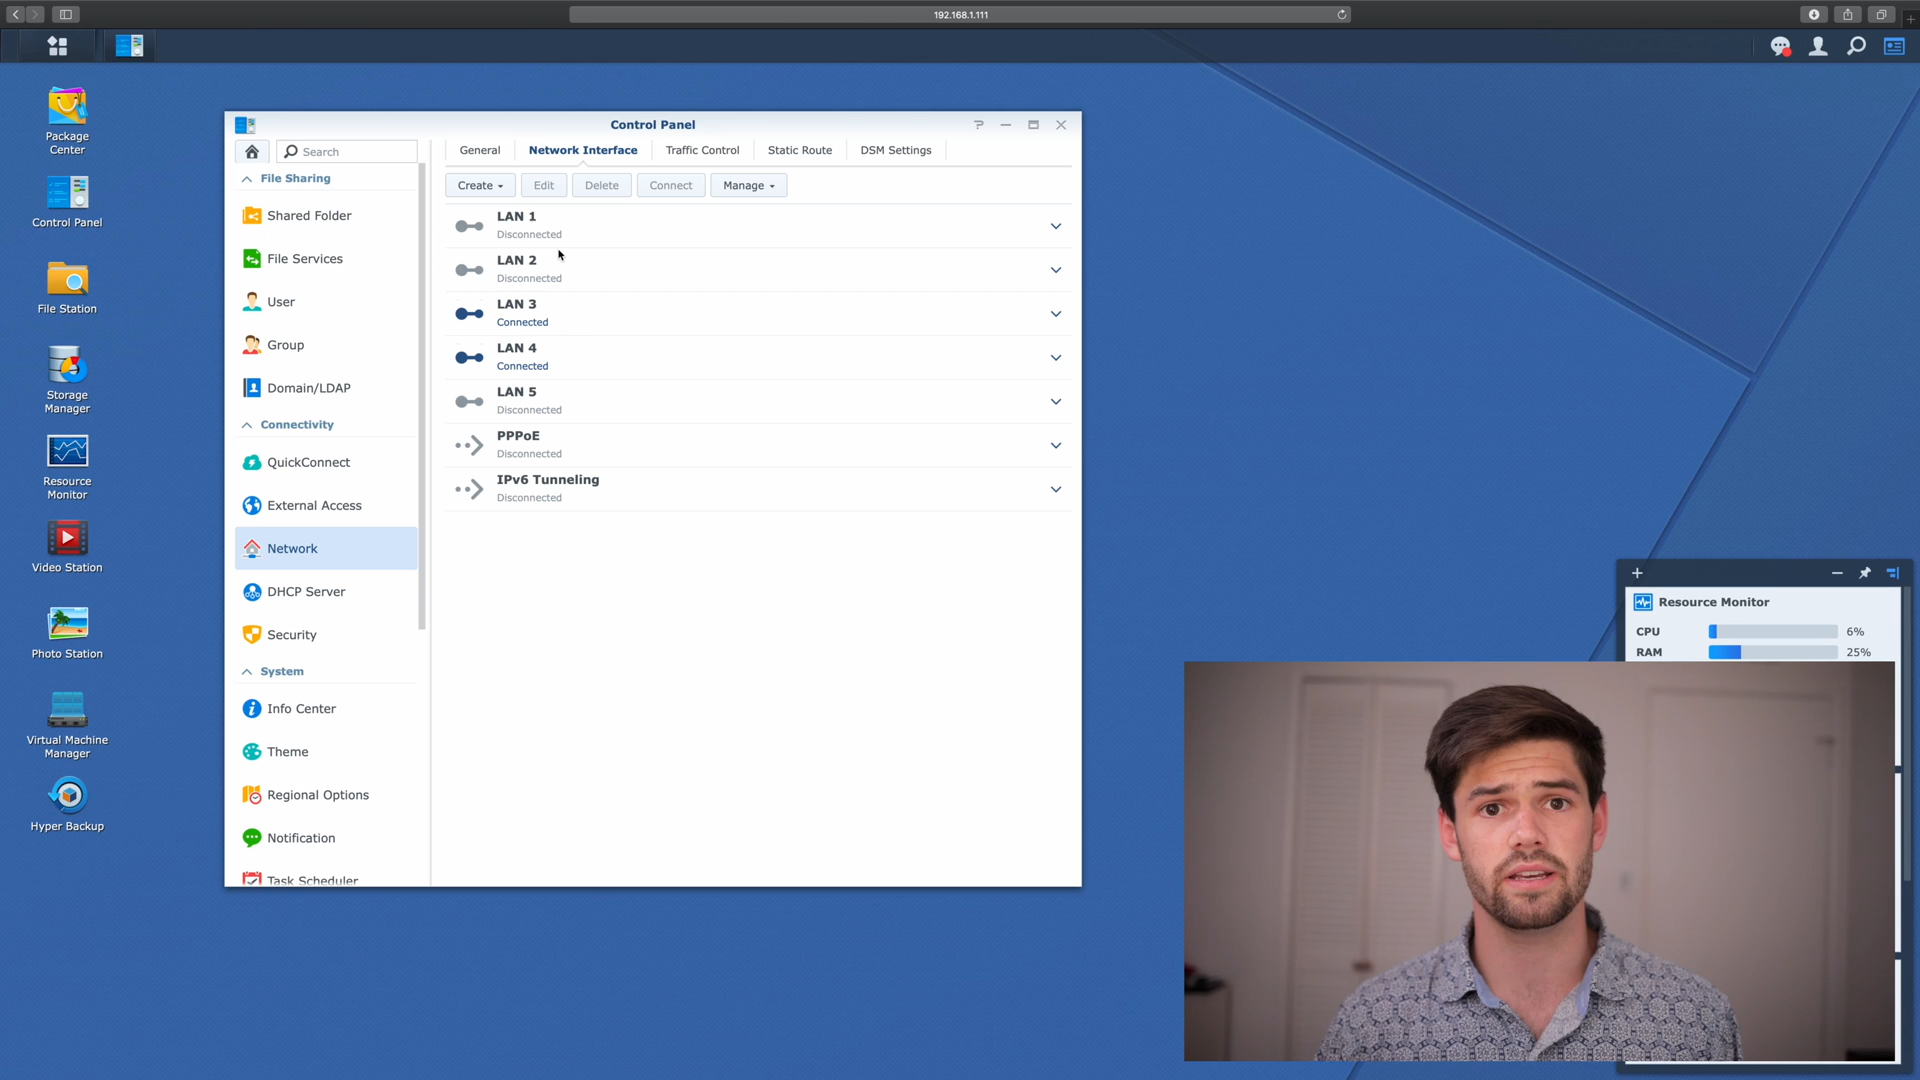 192.168.1.111
Package
Center
Control Panel
File Station
Storage
Manager
Resource
Monitor
Video Station
Photo Station
Virtual Machine
Manager
Hyper Backup
Control Panel
Search
File Sharing
Shared Folder
File Services
User
Group
Domain/LDAP
Connectivity
QuickConnect
External Access
Network
DHCP Server
Security
System
Info Center
Theme
Regional Options
Notification
Task Scheduler
General
Network Interface
Traffic Control
Static Route
DSM Settings
Create
Edit
Delete
Connect
Manage
LAN 1
Disconnected
LAN 2
Disconnected
LAN 3
Connected
LAN 4
Connected
LAN 5
Disconnected
PPPoE
Disconnected
IPv6 Tunneling
Disconnected
Resource Monitor
CPU 6%
RAM 25%